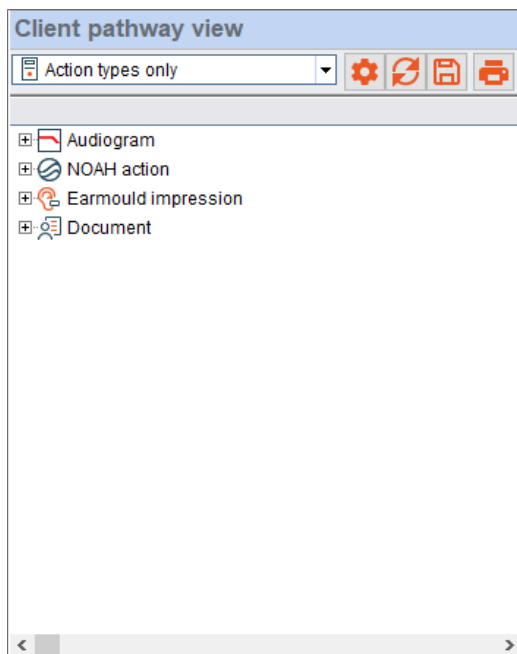 Client pathway view
Action types only
Audiogram
NOAH action
Earmould impression
Document